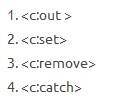 1. <c:out >
2. <c:set>
3. <c:remove>
4. <c:catch>